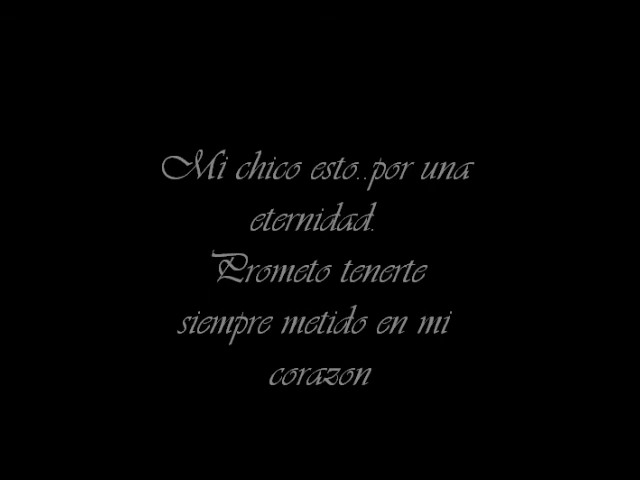 Mi chico esto..por una
eternidad.
Prometo tenerte
siempre metido en mi
corazon